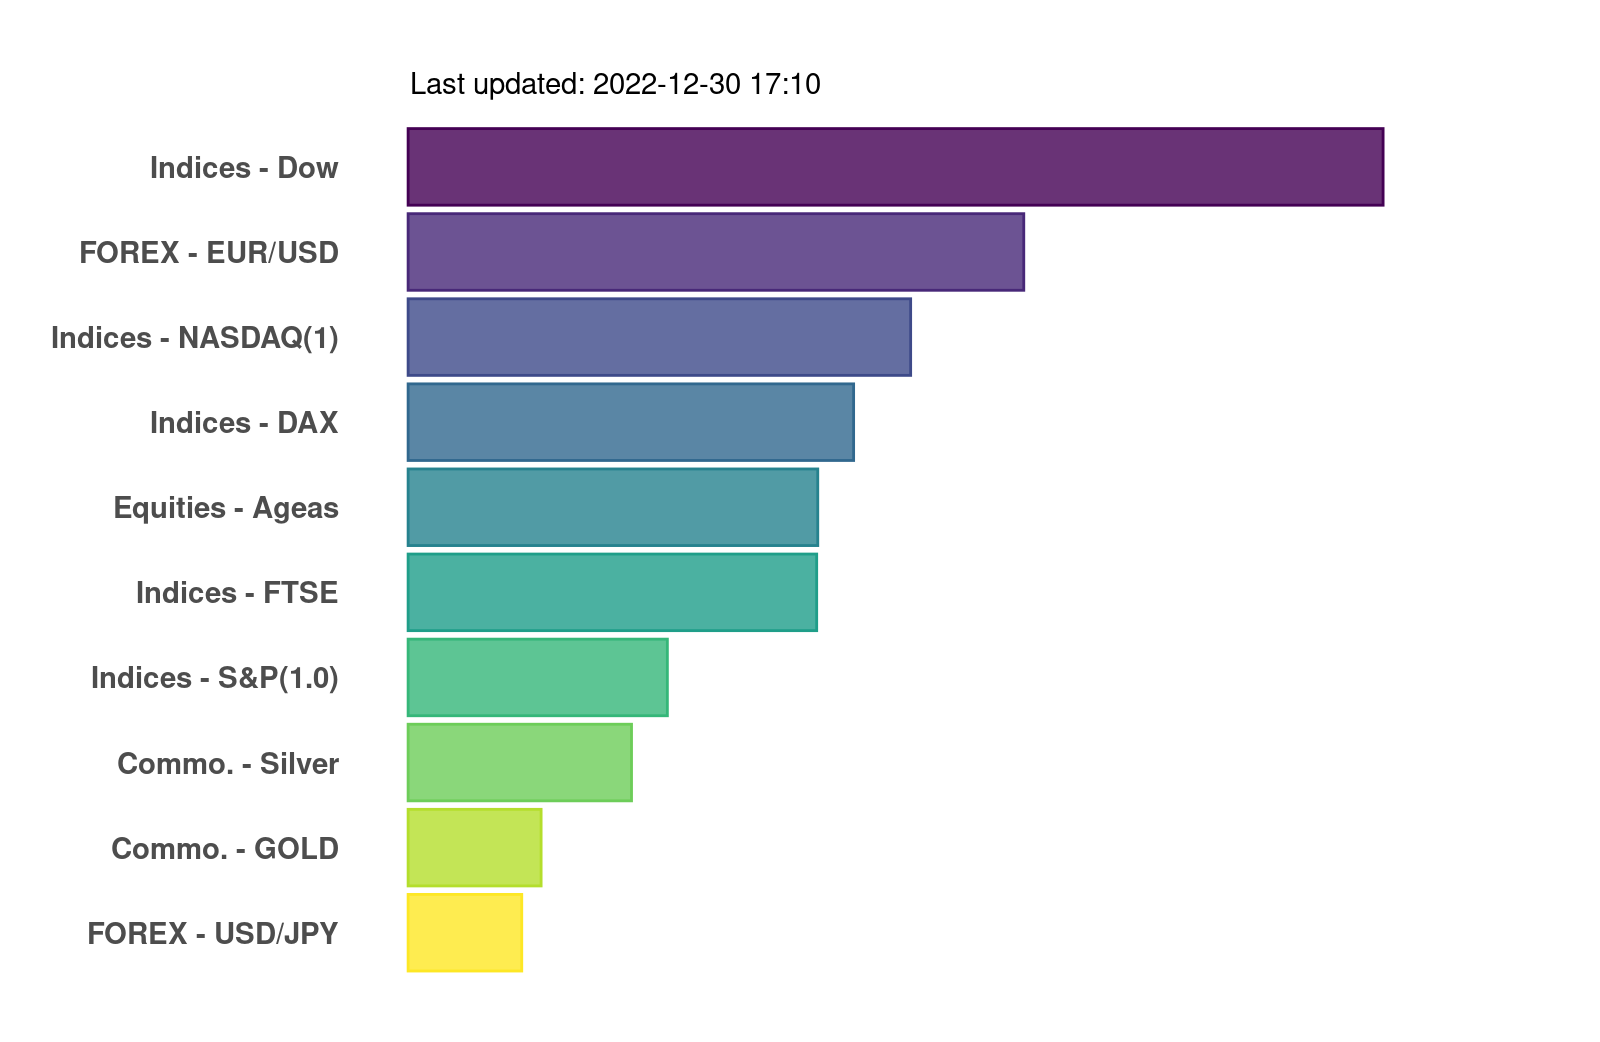 Last updated: 2022-12-30 17:10
Indices - Dow
FOREX - EUR/USD
Indices - NASDAQ(1)
Indices - DAX
Equities - Ageas
Indices - FTSE
Indices - S&P(1.0)
Commo. - Silver
Commo. - GOLD
FOREX - USD/JPY